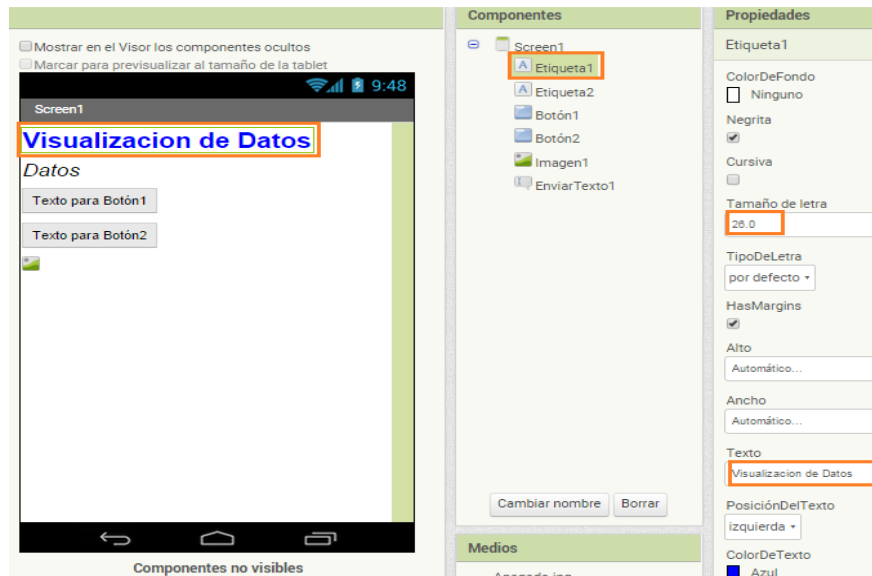 Mostrar en el Visor los componentes ocultos
Marcar para previsualizar al tamaño de la tablet
9:48
Screen1
Visualizacion de Datos
Datos
Texto para Botón1
Texto para Botón2
Componentes no visibles
Componentes
Screen1
Etiqueta1
Etiqueta2
Botón1
Botón2
Imagen1
EnviarTexto1
Cambiar nombre Borrar
Medios
Propiedades
Etiqueta1
ColorDeFondo
Ninguno
Negrita
Cursiva
Tamaño de letra
26.0
TipoDeLetra
por defecto
HasMargins
Alto
Automático...
Ancho
Automático...
Texto
Visualizacion de Datos
PosiciónDelTexto
izquierda
ColorDeTexto
Azul